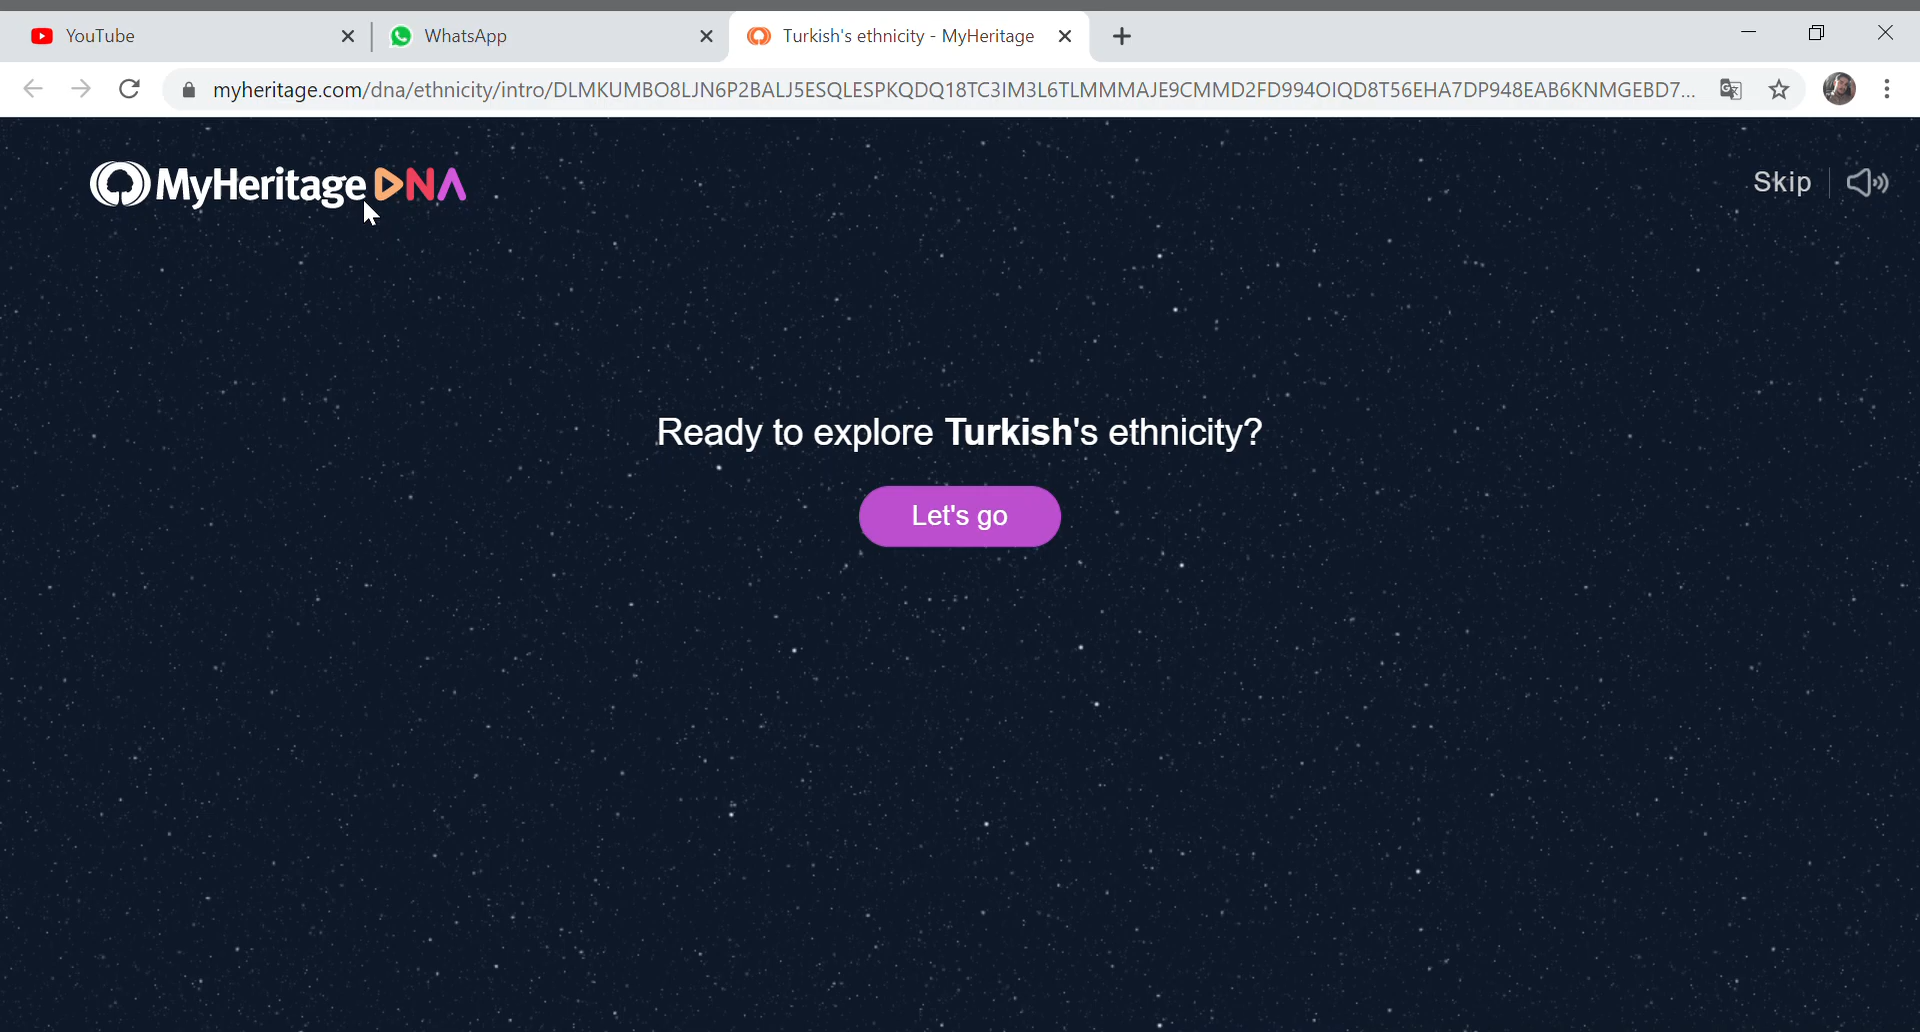 YouTube
WhatsApp
Turkish's ethnicity - MyHeritage
myheritage.com/dna/ethnicity/intro/DLMKUMBO8LJN6P2BALJ5ESQLESPKQDQ18TC3IM3L6TLMMMAJE9CMMD2FD994OIQD8T56EHA7DP948EAB6KNMGEBD7...
MyHeritage DNA
Skip
Ready to explore Turkish's ethnicity?
Let's go